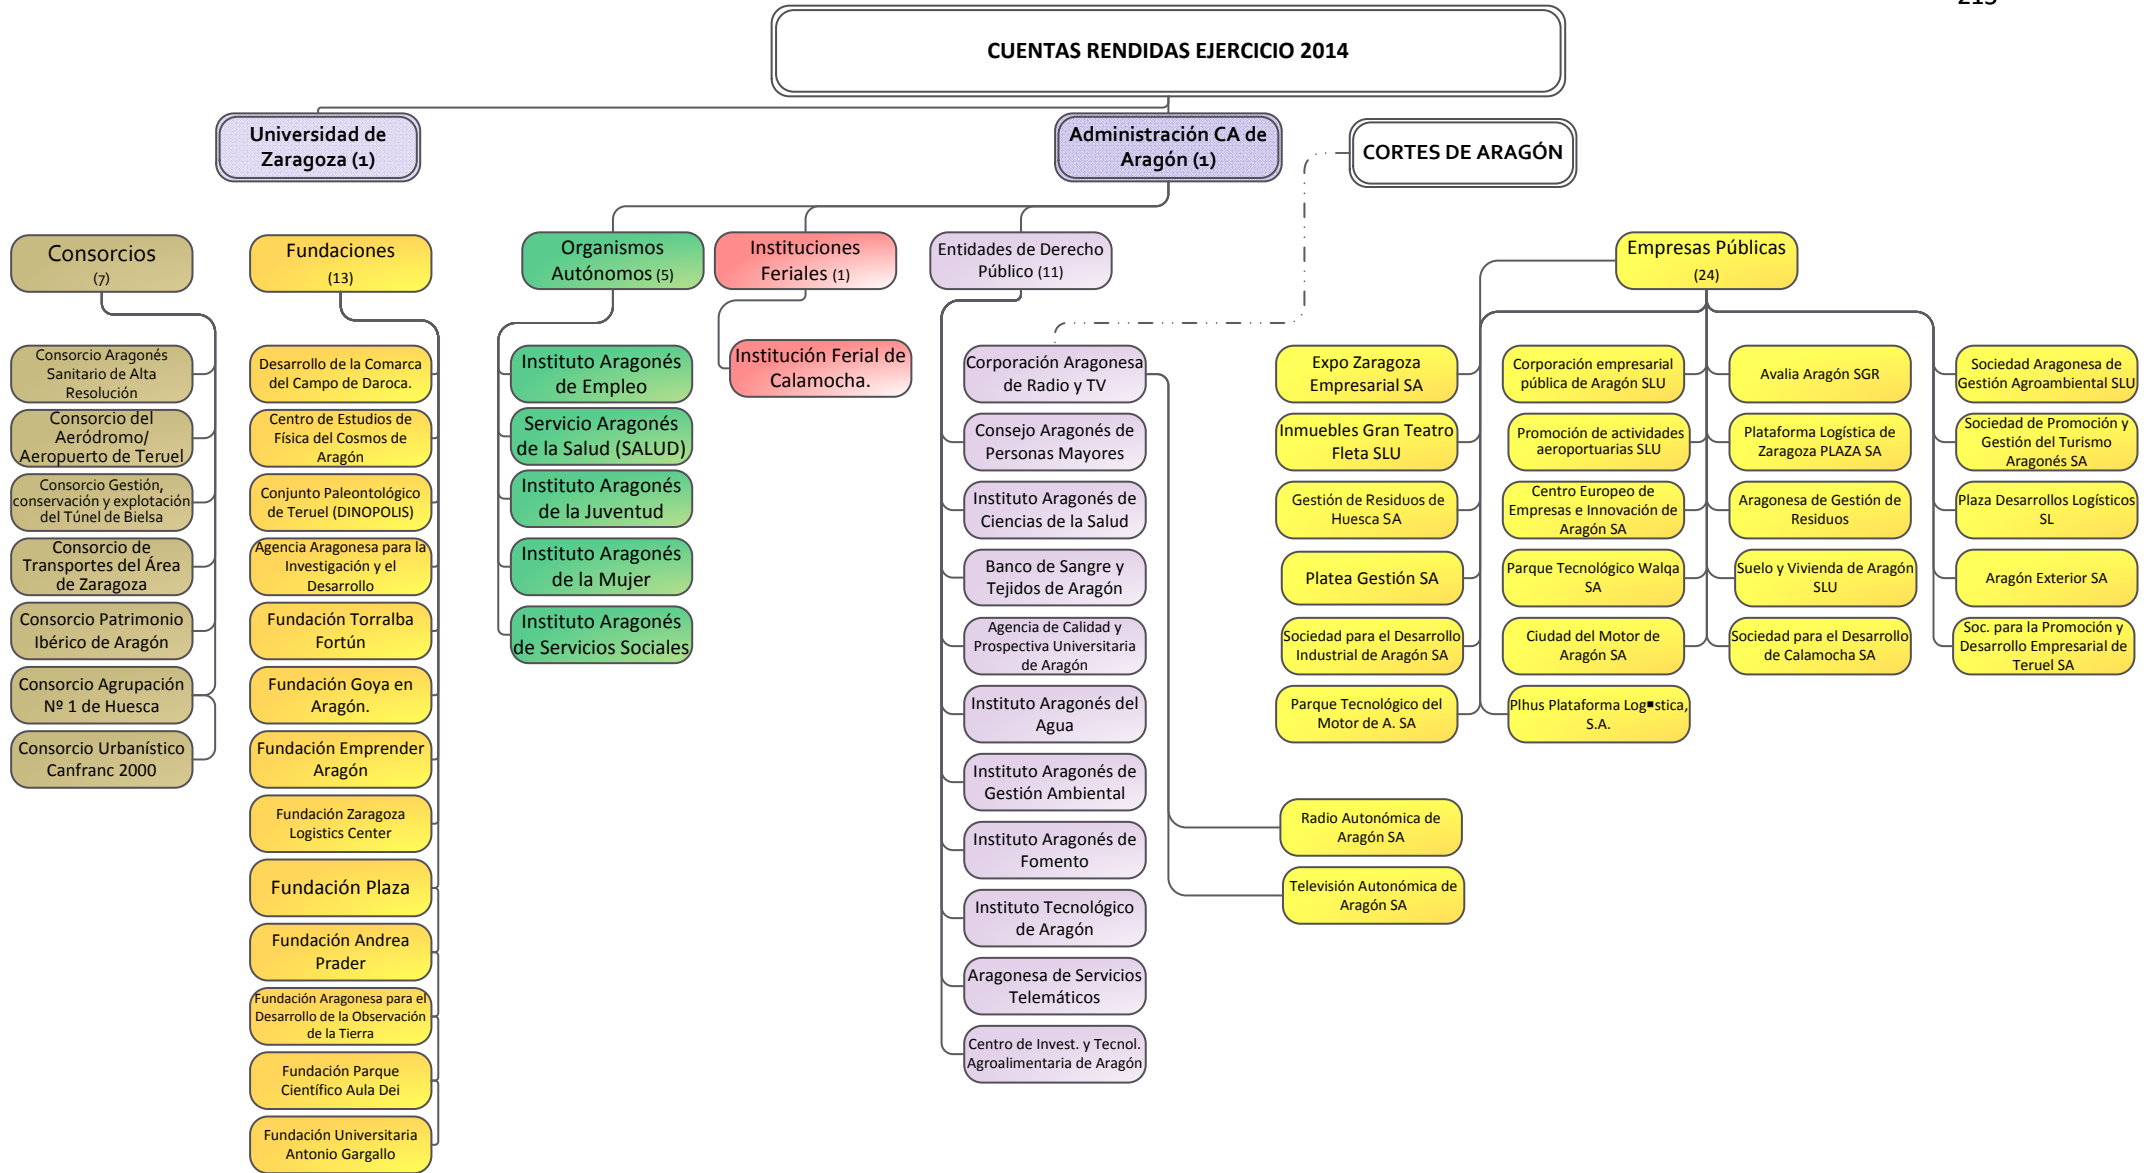 215
CUENTAS RENDIDAS EJERCICIO 2014
Universidad de
Zaragoza (1)
Administración CA de
Aragón (1)
CORTES DE ARAGÓN
Consorcios
(7)
Fundaciones
(13)
Organismos
Autónomos (5)
Instituciones
Feriales (1)
Entidades de Derecho
Público (11)
Empresas Públicas
(24)
Consorcio Aragonés
Sanitario de Alta
Resolución
Consorcio del
Aeródromo/
Aeropuerto de Teruel
Consorcio Gestión,
conservación y explotación
del Túnel de Bielsa
Consorcio de
Transportes del Área
de Zaragoza
Consorcio Patrimonio
Ibérico de Aragón
Consorcio Agrupación
Nº 1 de Huesca
Consorcio Urbanístico
Canfranc 2000
Desarrollo de la Comarca
del Campo de Daroca.
Centro de Estudios de
Física del Cosmos de
Aragón
Conjunto Paleontológico
de Teruel (DINOPOLIS)
Agencia Aragonesa para la
Investigación y el
Desarrollo
Fundación Torralba
Fortún
Fundación Goya en
Aragón.
Fundación Emprender
Aragón
Fundación Zaragoza
Logistics Center
Fundación Plaza
Fundación Andrea
Prader
Fundación Aragonesa para el
Desarrollo de la Observación
de la Tierra
Fundación Parque
Científico Aula Dei
Fundación Universitaria
Antonio Gargallo
Instituto Aragonés
de Empleo
Servicio Aragonés
de la Salud (SALUD)
Instituto Aragonés
de la Juventud
Instituto Aragonés
de la Mujer
Instituto Aragonés
de Servicios Sociales
Institución Ferial de
Calamocha.
Corporación Aragonesa
de Radio y TV
Consejo Aragonés de
Personas Mayores
Instituto Aragonés de
Ciencias de la Salud
Banco de Sangre y
Tejidos de Aragón
Agencia de Calidad y
Prospectiva Universitaria
de Aragón
Instituto Aragonés del
Agua
Instituto Aragonés de
Gestión Ambiental
Instituto Aragonés de
Fomento
Instituto Tecnológico
de Aragón
Aragonesa de Servicios
Telemáticos
Centro de Invest. y Tecnol.
Agroalimentaria de Aragón
Expo Zaragoza
Empresarial SA
Inmuebles Gran Teatro
Fleta SLU
Gestión de Residuos de
Huesca SA
Platea Gestión SA
Sociedad para el Desarrollo
Industrial de Aragón SA
Parque Tecnológico del
Motor de A. SA
Corporación empresarial
pública de Aragón SLU
Promoción de actividades
aeroportuarias SLU
Centro Europeo de
Empresas e Innovación de
Aragón SA
Parque Tecnológico Walqa
SA
Ciudad del Motor de
Aragón SA
Plhus Plataforma Log■stica,
S.A.
Avalia Aragón SGR
Plataforma Logística de
Zaragoza PLAZA SA
Aragonesa de Gestión de
Residuos
Suelo y Vivienda de Aragón
SLU
Sociedad para el Desarrollo
de Calamocha SA
Sociedad Aragonesa de
Gestión Agroambiental SLU
Sociedad de Promoción y
Gestión del Turismo
Aragonés SA
Plaza Desarrollos Logísticos
SL
Aragón Exterior SA
Soc. para la Promoción y
Desarrollo Empresarial de
Teruel SA
Radio Autonómica de
Aragón SA
Televisión Autonómica de
Aragón SA